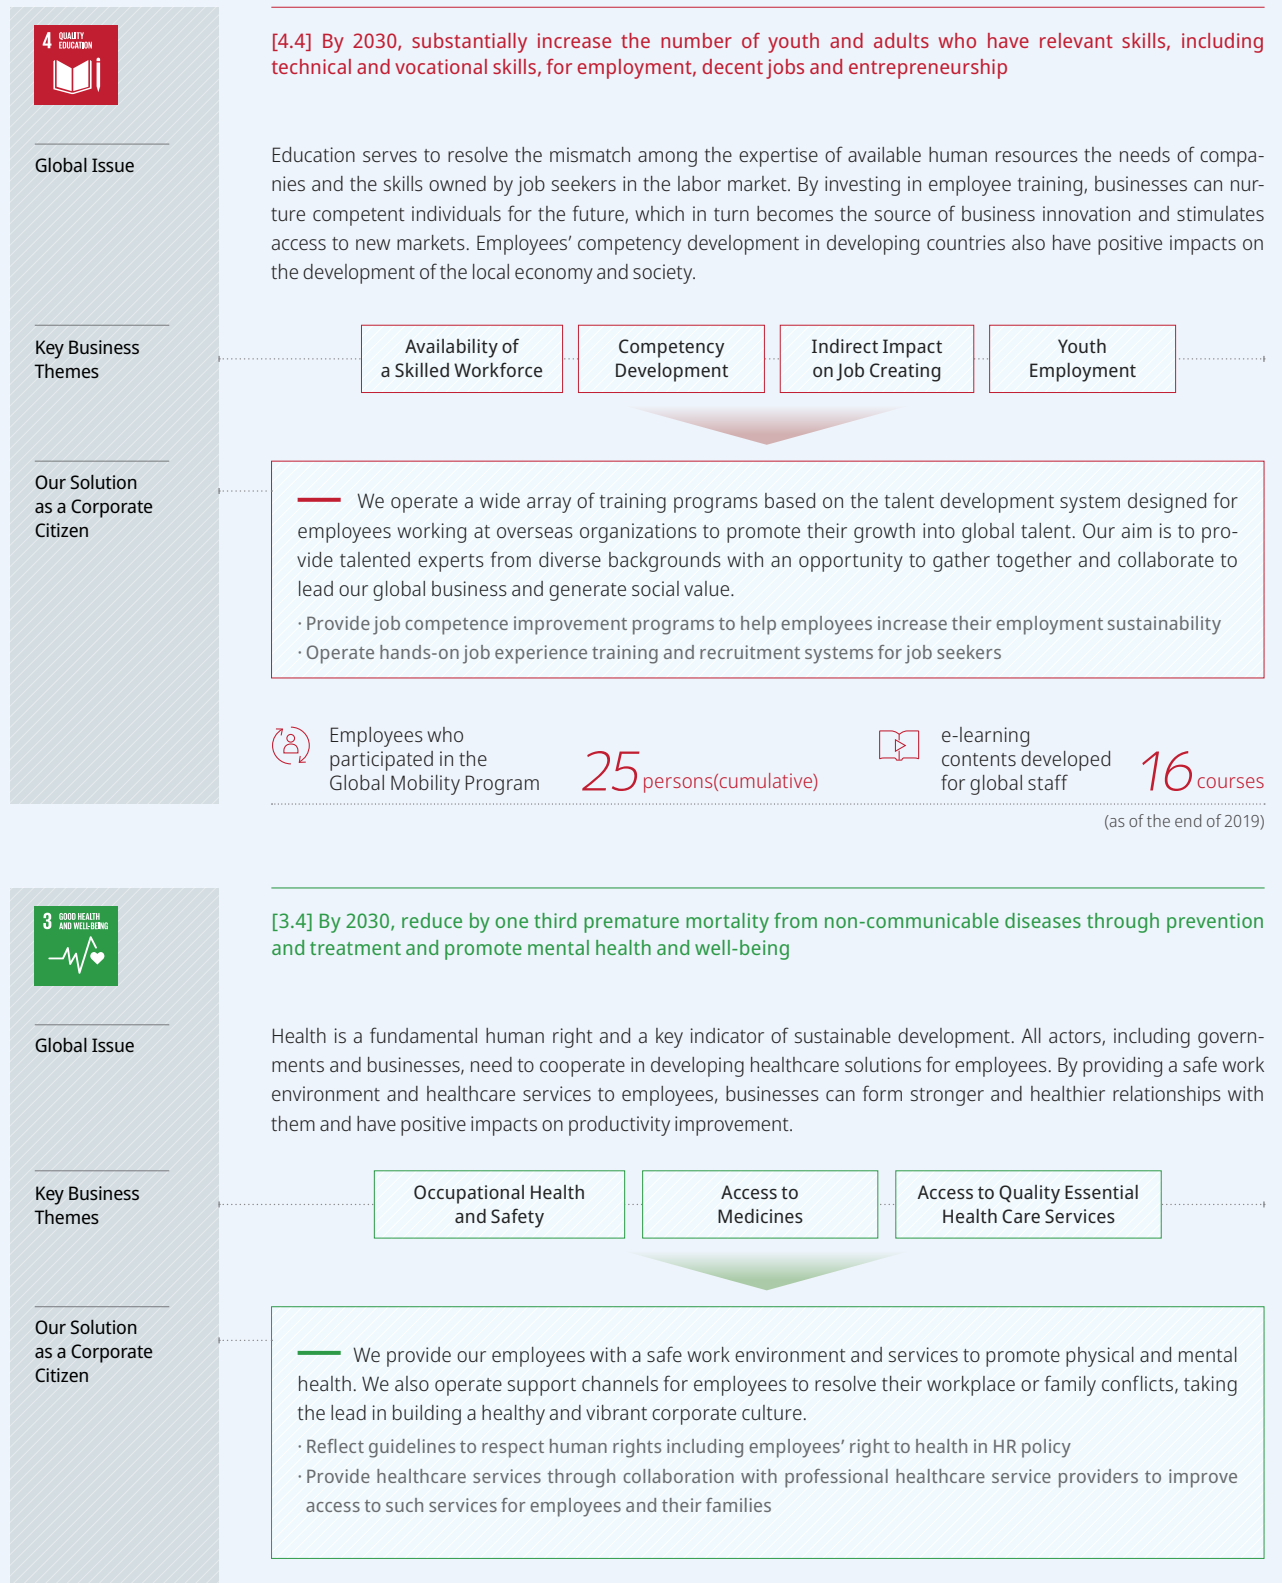 4 QUALITY
EDUCATION
[4.4] By 2030, substantially increase the number of youth and adults who have relevant skills, including
technical and vocational skills, for employment, decent jobs and entrepreneurship
Global Issue
Education serves to resolve the mismatch among the expertise of available human resources the needs of compa-
nies and the skills owned by job seekers in the labor market. By investing in employee training, businesses can nur-
ture competent individuals for the future, which in turn becomes the source of business innovation and stimulates
access to new markets. Employees’ competency development in developing countries also have positive impacts on
the development of the local economy and society.
Key Business
Themes
Availability of
a Skilled Workforce
Competency
Development
Indirect Impact
on Job Creating
Youth
Employment
Our Solution
as a Corporate
Citizen
We operate a wide array of training programs based on the talent development system designed for
employees working at overseas organizations to promote their growth into global talent. Our aim is to pro-
vide talented experts from diverse backgrounds with an opportunity to gather together and collaborate to
lead our global business and generate social value.
· Provide job competence improvement programs to help employees increase their employment sustainability
· Operate hands-on job experience training and recruitment systems for job seekers
Employees who
participated in the
Global Mobility Program
25 persons(cumulative)
e-learning
contents developed
for global staff
16 courses
(as of the end of 2019)
3 GOOD HEALTH
AND WELL-BEING
[3.4] By 2030, reduce by one third premature mortality from non-communicable diseases through prevention
and treatment and promote mental health and well-being
Global Issue
Health is a fundamental human right and a key indicator of sustainable development. All actors, including govern-
ments and businesses, need to cooperate in developing healthcare solutions for employees. By providing a safe work
environment and healthcare services to employees, businesses can form stronger and healthier relationships with
them and have positive impacts on productivity improvement.
Key Business
Themes
Occupational Health
and Safety
Access to
Medicines
Access to Quality Essential
Health Care Services
Our Solution
as a Corporate
Citizen
We provide our employees with a safe work environment and services to promote physical and mental
health. We also operate support channels for employees to resolve their workplace or family conflicts, taking
the lead in building a healthy and vibrant corporate culture.
· Reflect guidelines to respect human rights including employees’ right to health in HR policy
· Provide healthcare services through collaboration with professional healthcare service providers to improve
access to such services for employees and their families